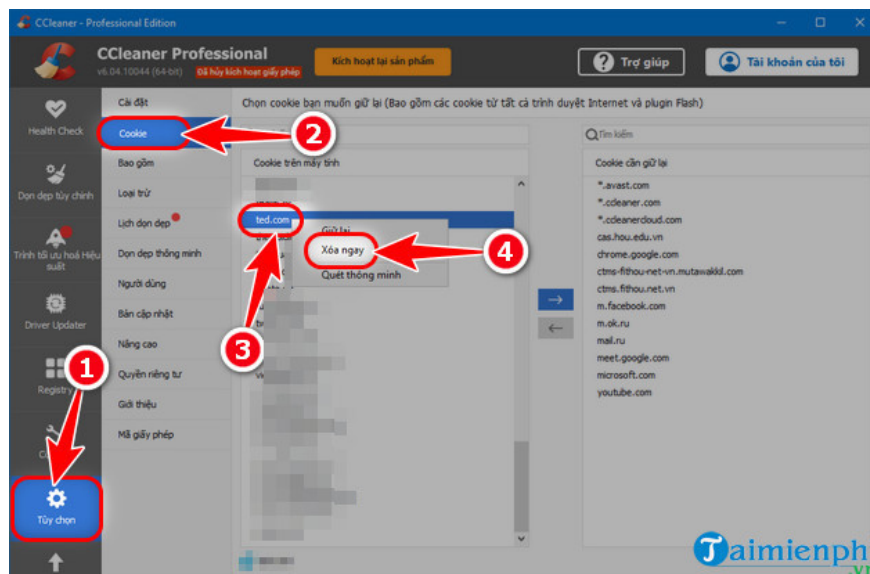 CCleaner - Professional Edition
CCleaner Professional
v6.04.10044 (64-bit) Đã hủy kích hoạt giấy phép
Kích hoạt lại sản phẩm
Trợ giúp
Tài khoản của tôi
Health Check
Dọn dẹp tùy chỉnh
Trình tối ưu hoá Hiệu
suất
Driver Updater
Registry
1
Tùy chọn
Cài đặt
Cookie
2
Bao gồm
Loại trừ
Lịch dọn dẹp
Dọn dẹp thông minh
Người dùng
Bản cập nhật
Nâng cao
Quyền riêng tư
Giới thiệu
Mã giấy phép
Chọn cookie bạn muốn giữ lại (Bao gồm các cookie từ tất cả trình duyệt Internet và plugin Flash)
Cookie trên máy tính
ted.com
Giữ lại
Xóa ngay
Quét thông minh
3
4
→
←
Tìm kiếm
Cookie cần giữ lại
*.avast.com
*.ccleaner.com
*.ccleanercloud.com
cas.hou.edu.vn
chrome.google.com
ctms-fithou-net-vn.mutawakkil.com
ctms.fithou.net.vn
m.facebook.com
m.ok.ru
mail.ru
meet.google.com
microsoft.com
youtube.com
Taimienph
.vn